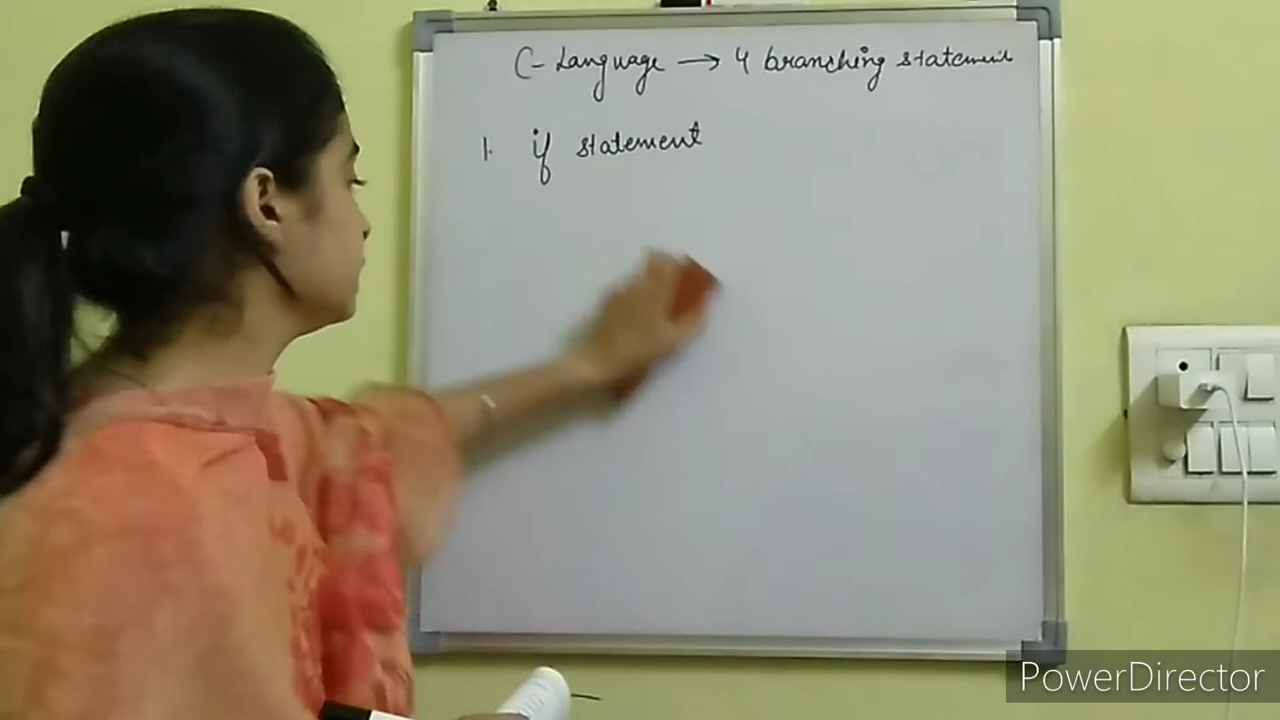 C- Language → 4 branching statement
1. if statement
PowerDirector